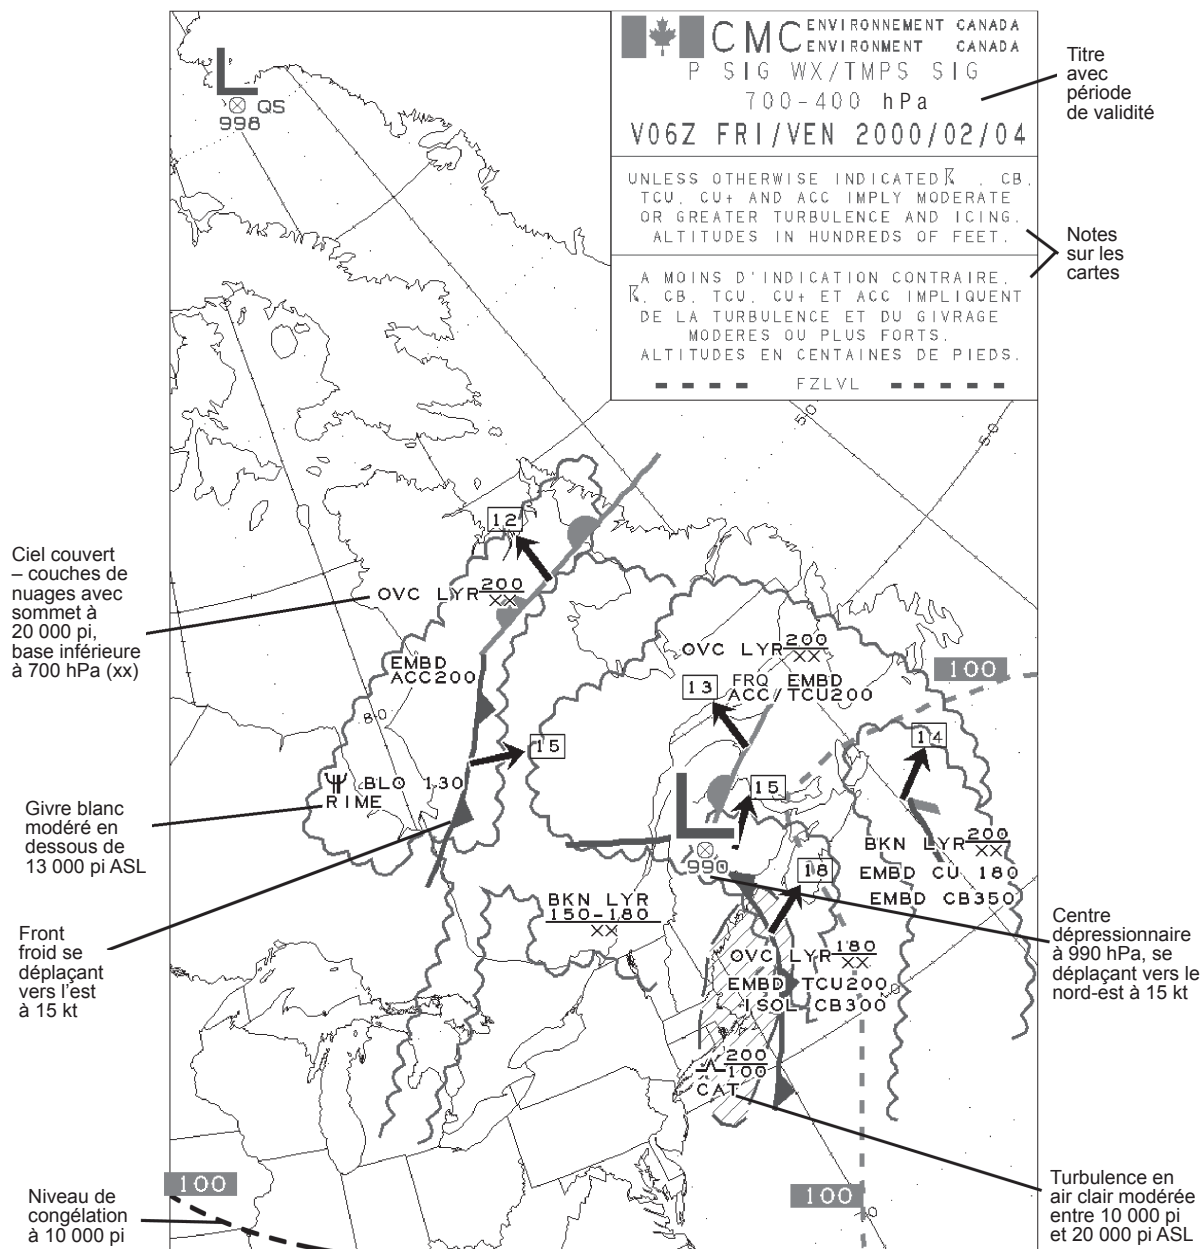 CMC ENVIRONNEMENT CANADA
ENVIRONMENT CANADA
P SIG WX/TMPS SIG
700-400 hPa
V06Z FRI/VEN 2000/02/04
UNLESS OTHERWISE INDICATED , CB,
TCU, CU+ AND ACC IMPLY MODERATE
OR GREATER TURBULENCE AND ICING.
ALTITUDES IN HUNDREDS OF FEET.
A MOINS D'INDICATION CONTRAIRE,
, CB, TCU, CU+ ET ACC IMPLIQUENT
DE LA TURBULENCE ET DU GIVRAGE
MODERES OU PLUS FORTS.
ALTITUDES EN CENTAINES DE PIEDS.
FZLVL
Titre
avec
période
de validité
Notes
sur les
cartes
L
QS
998
50
50
12
Ciel couvert
– couches de
nuages avec
sommet à
20 000 pi,
base inférieure
à 700 hPa (xx)
OVC LYR 200
XX
EMBD
ACC200
80
15
BLO 130
RIME
OVC LYR 200
XX
100
13
FRQ EMBD
ACC/TCU200
14
15
L
990
Givre blanc
modéré en
dessous de
13 000 pi ASL
BKN LYR 200
XX
EMBD CU 180
EMBD CB350
18
BKN LYR
150-180
XX
Front
froid se
déplaçant
vers l'est
à 15 kt
Centre
dépressionnaire
à 990 hPa, se
déplaçant vers le
nord-est à 15 kt
OVC LYR 180
XX
EMBD TCU200
ISOL CB300
200
100
CAT
100
100
Niveau de
congélation
à 10 000 pi
Turbulence en
air clair modérée
entre 10 000 pi
et 20 000 pi ASL